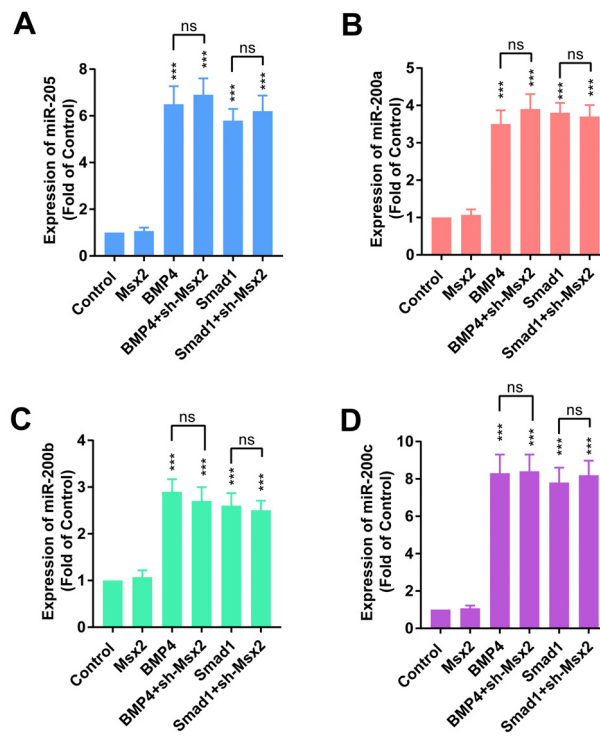 A
Expression of miR-205
(Fold of Control)
8
6
4
2
0
ns
ns
***
***
***
***
Control
Msx2
BMP4
BMP4+sh-Msx2
Smad1
Smad1+sh-Msx2
B
Expression of miR-200a
(Fold of Control)
5
4
3
2
1
0
ns
ns
***
***
***
***
Control
Msx2
BMP4
BMP4+sh-Msx2
Smad1
Smad1+sh-Msx2
C
Expression of miR-200b
(Fold of Control)
4
3
2
1
0
ns
ns
***
***
***
***
Control
Msx2
BMP4
BMP4+sh-Msx2
Smad1
Smad1+sh-Msx2
D
Expression of miR-200c
(Fold of Control)
10
8
6
4
2
0
ns
ns
***
***
***
***
Control
Msx2
BMP4
BMP4+sh-Msx2
Smad1
Smad1+sh-Msx2